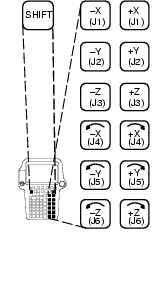 SHIFT
–X
(J1)
+X
(J1)
–Y
(J2)
+Y
(J2)
–Z
(J3)
+Z
(J3)
–X
(J4)
+X
(J4)
–Y
(J5)
+Y
(J5)
–Z
(J6)
+Z
(J6)